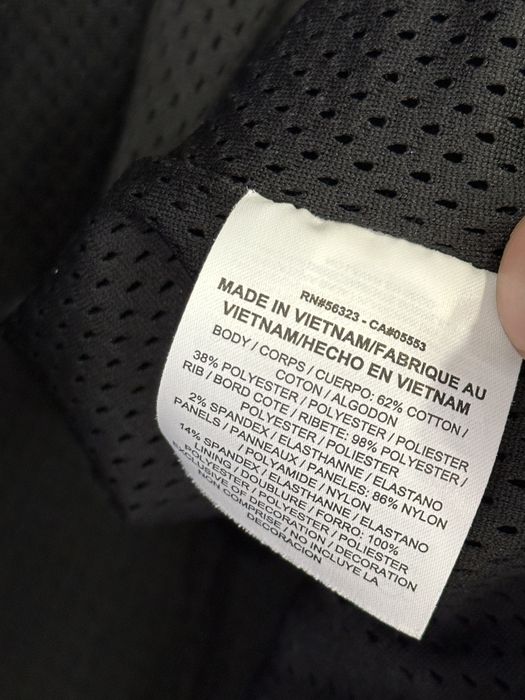 RN#56323 - CA#05553
MADE IN VIETNAM/FABRIQUE AU
VIETNAM/HECHO EN VIETNAM
BODY / CORPS / CUERPO: 62% COTTON /
COTON / ALGODON
38% POLYESTER / POLYESTER / POLIESTER
RIB / BORD COTE / RIBETE: 98% POLYESTER /
POLYESTER / POLIESTER
2% SPANDEX / ELASTHANNE / ELASTANO
PANELS / PANNEAUX / PANELES: 86% NYLON
/ POLYAMIDE / NYLON
14% SPANDEX / ELASTHANNE / ELASTANO
LINING / DOUBLURE / FORRO: 100%
POLYESTER / POLYESTER / POLIESTER
EXCLUSIVE OF DECORATION / DECORATION
NON COMPRISE / NO INCLUYE LA
DECORACION